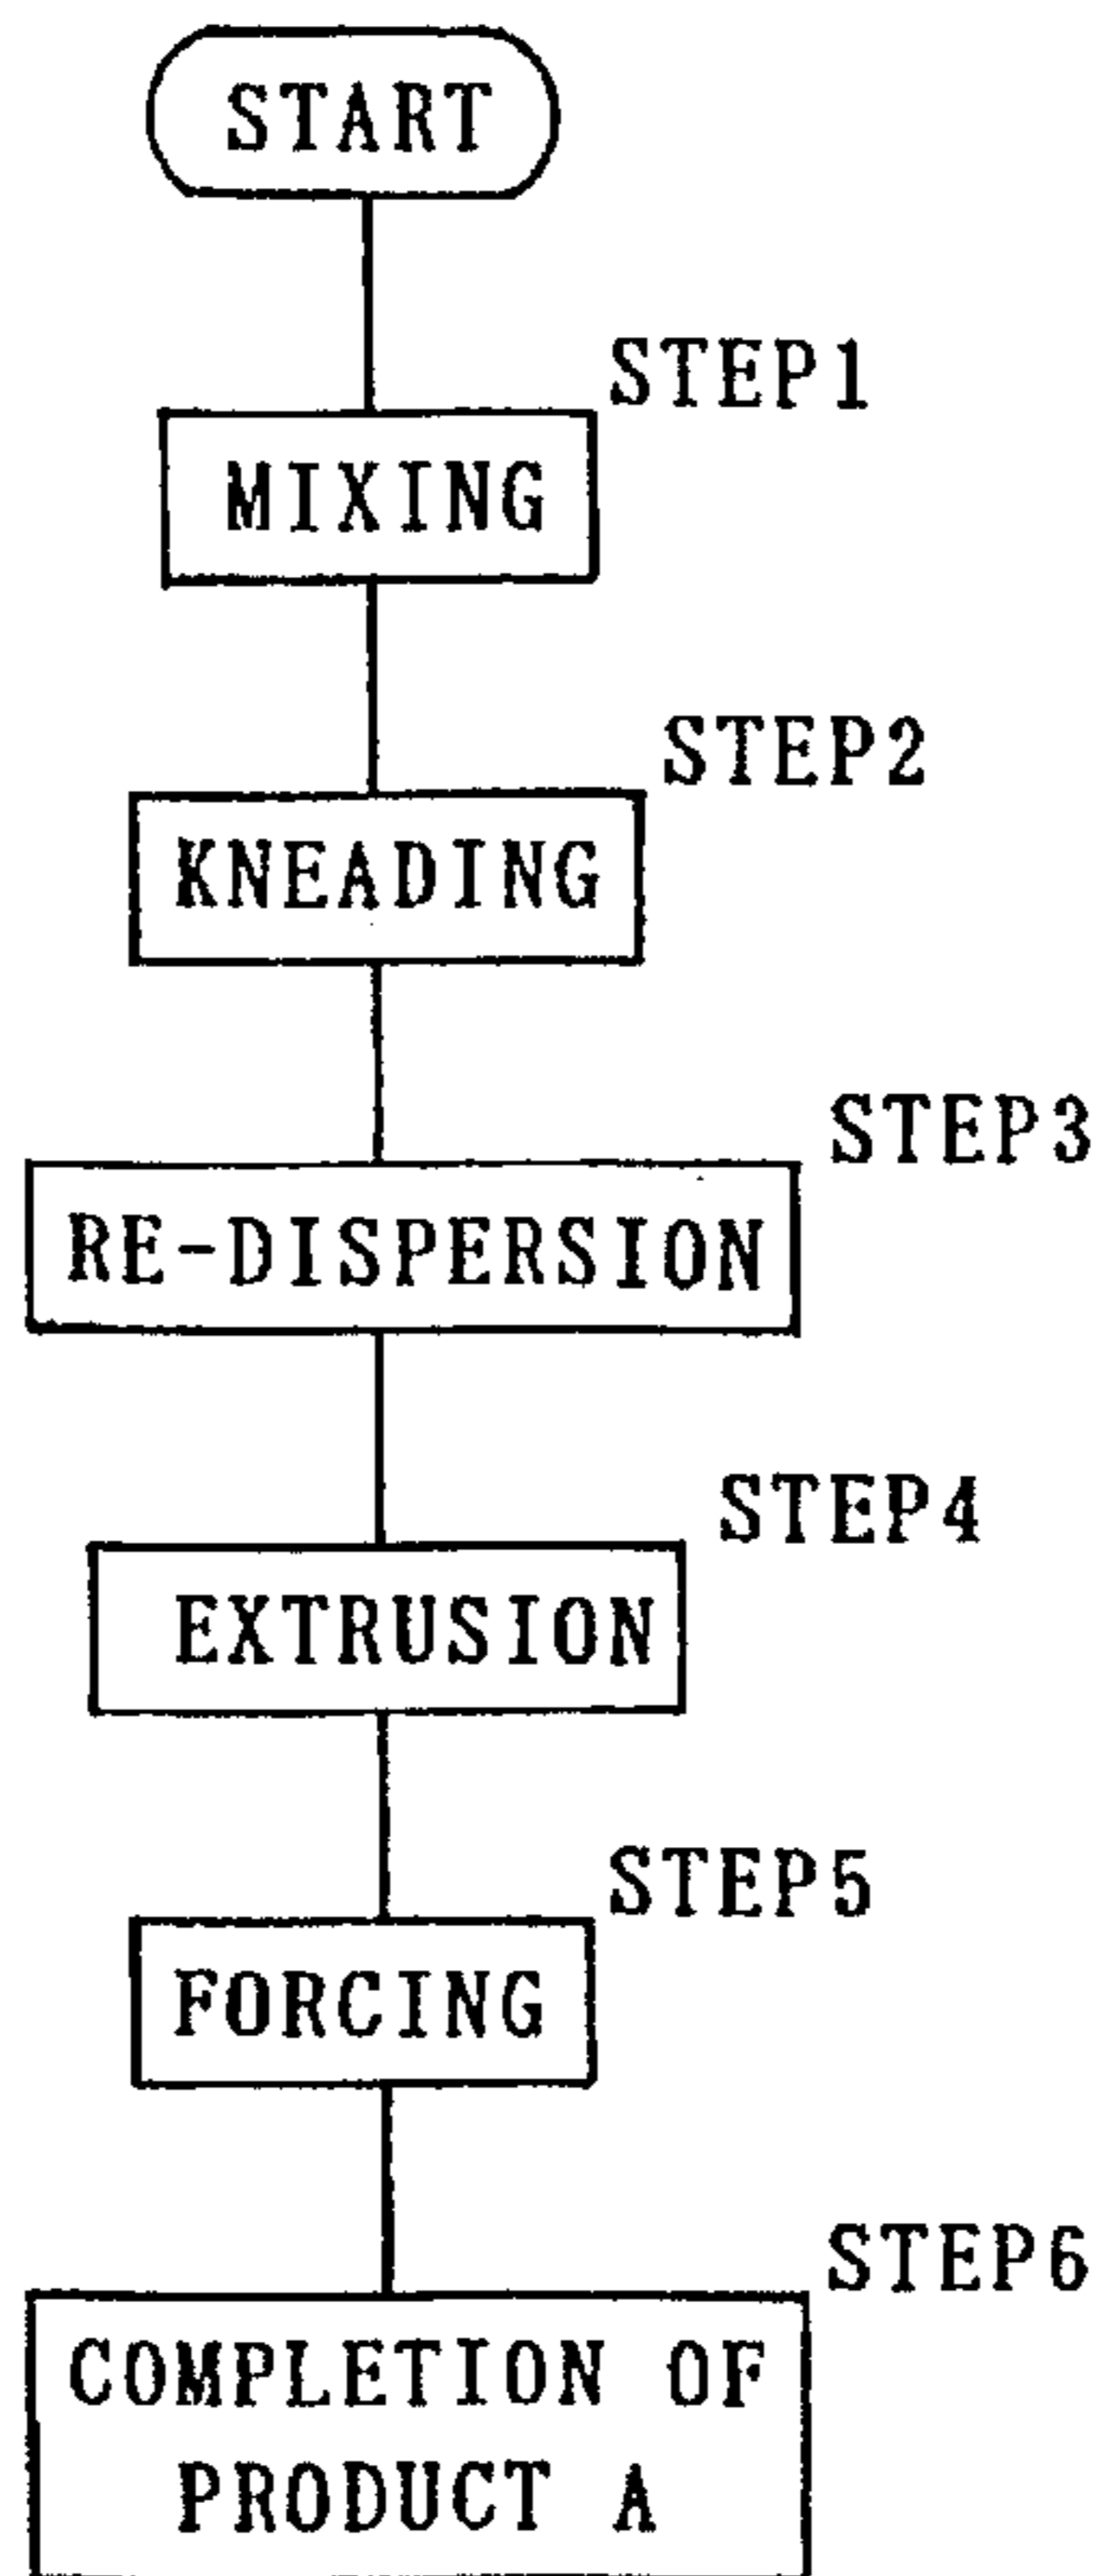 START
STEP1
MIXING
STEP2
KNEADING
STEP3
RE-DISPERSION
STEP4
EXTRUSION
STEP5
FORCING
STEP6
COMPLETION OF
PRODUCT A